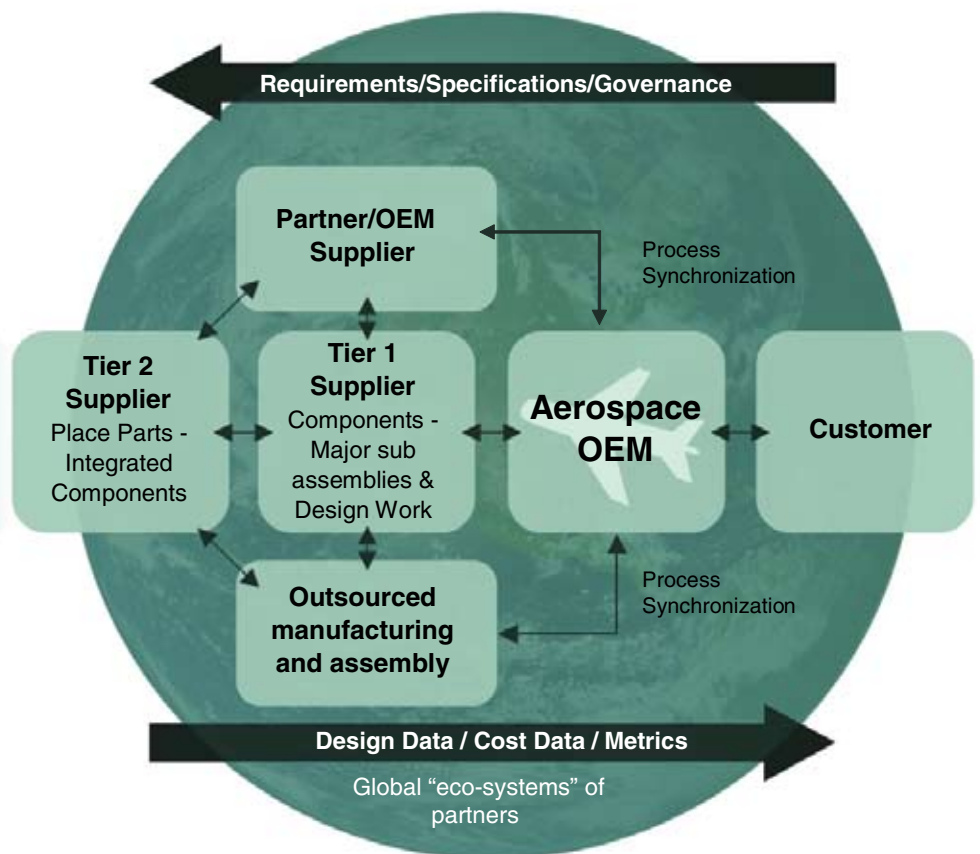 Requirements/Specifications/Governance
Partner/OEM
Supplier
Process
Synchronization
Tier 2
Supplier
Place Parts -
Integrated
Components
Tier 1
Supplier
Components -
Major sub
assemblies &
Design Work
Aerospace
OEM
Customer
Process
Synchronization
Outsourced
manufacturing
and assembly
Design Data / Cost Data / Metrics
Global “eco-systems” of
partners